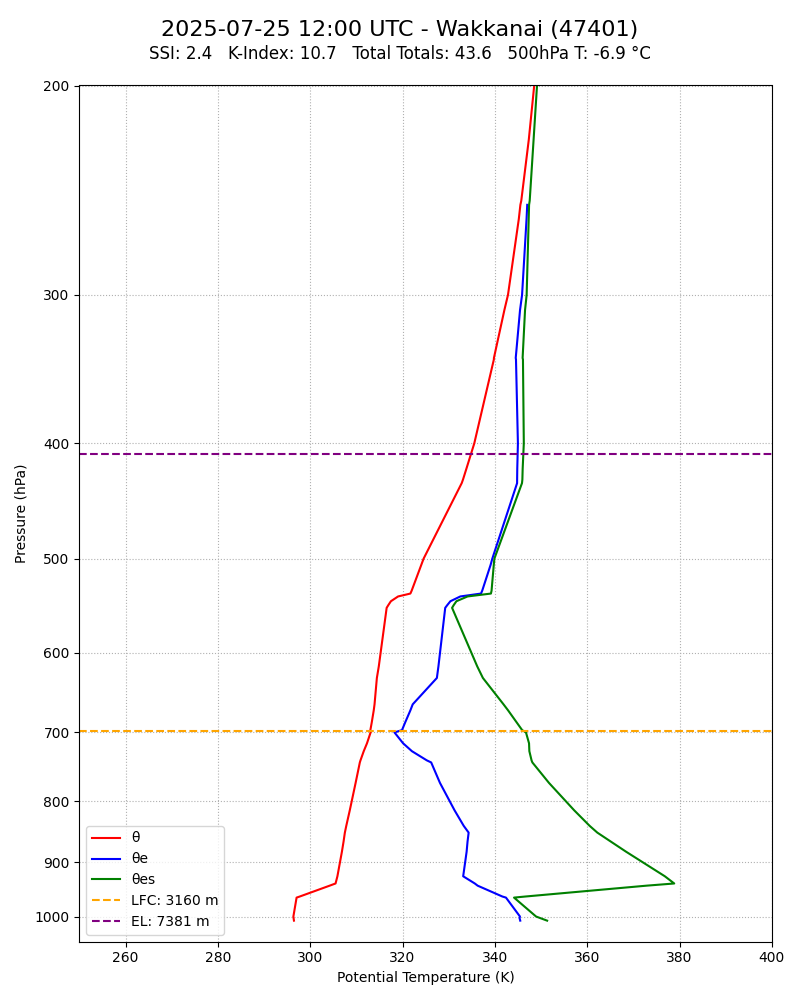 2025-07-25 12:00 UTC - Wakkanai (47401)
SSI: 2.4   K-Index: 10.7   Total Totals: 43.6   500hPa T: -6.9 °C
200
300
400
500
600
700
800
900
1000
Pressure (hPa)
θ
θe
θes
LFC: 3160 m
EL: 7381 m
260 280 300 320 340 360 380 400
Potential Temperature (K)